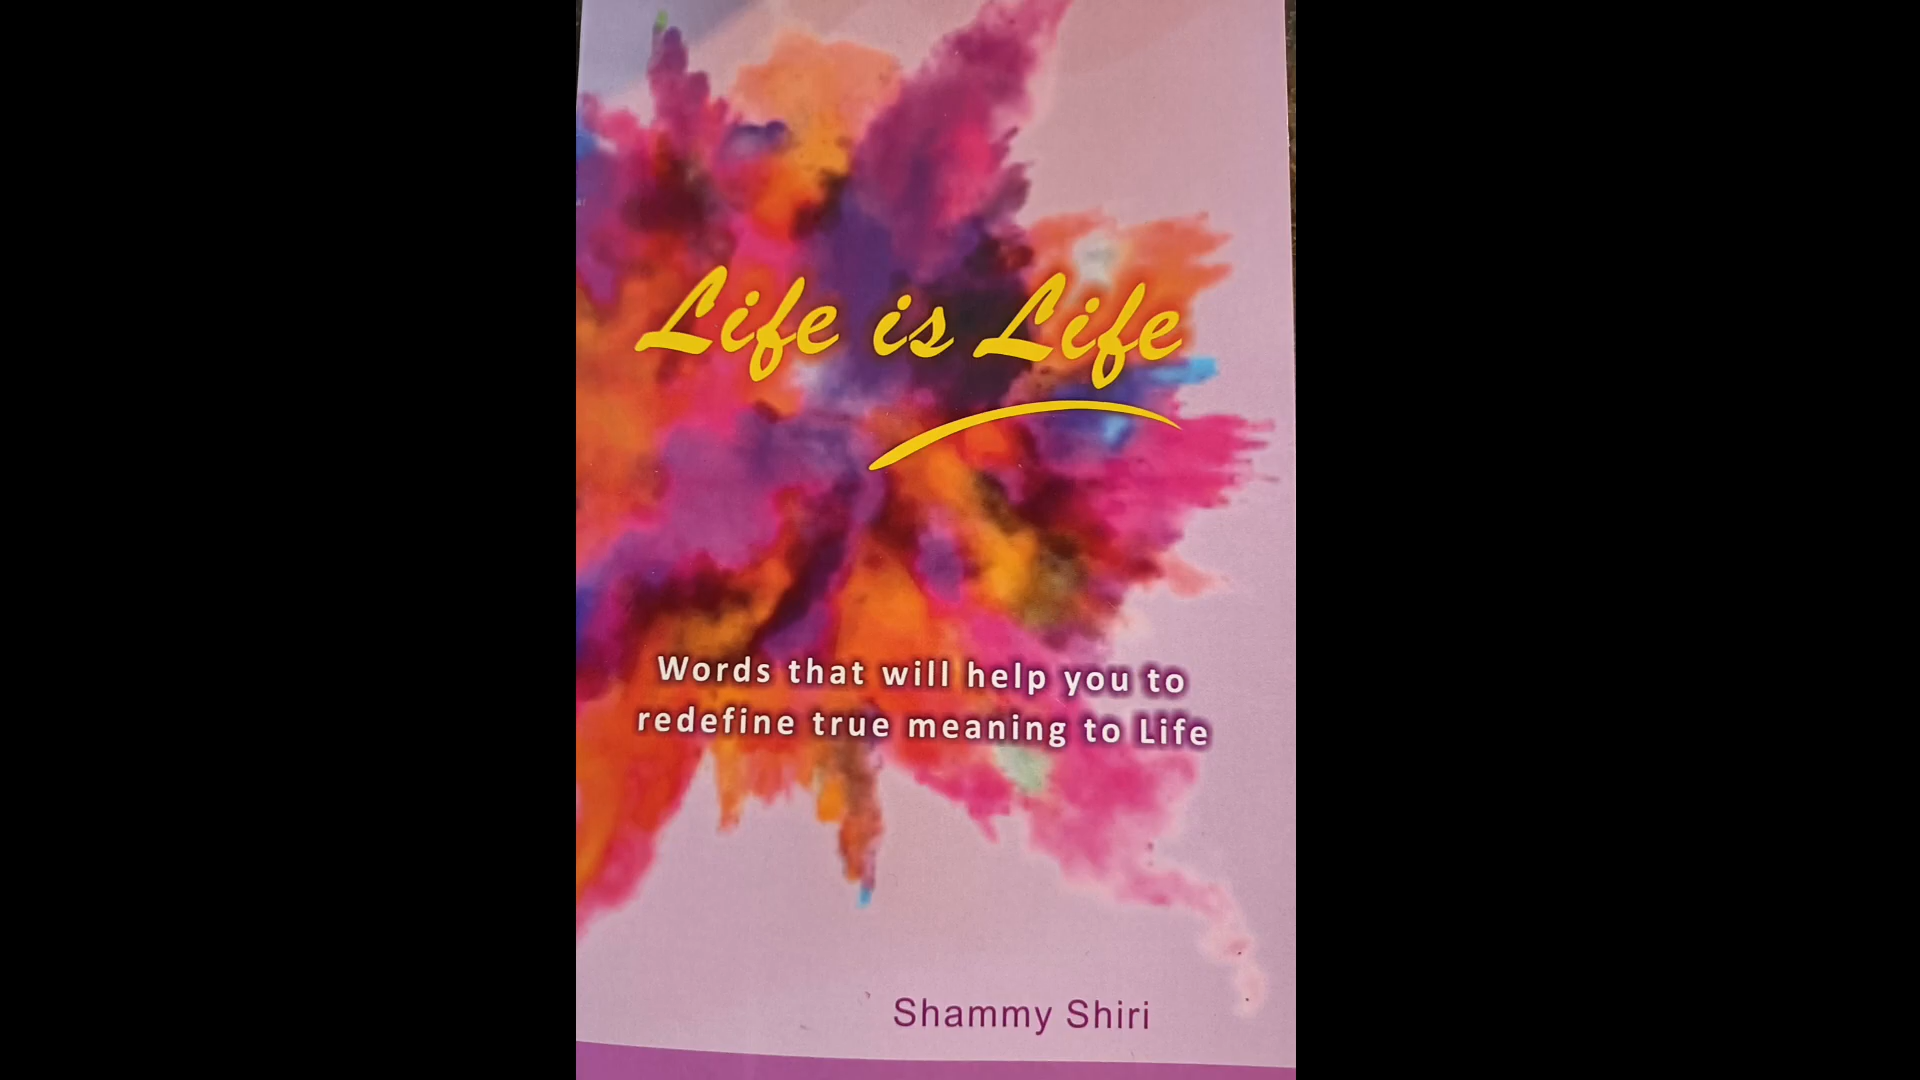 Life is Life
Words that will help you to
redefine true meaning to Life
Shammy Shiri